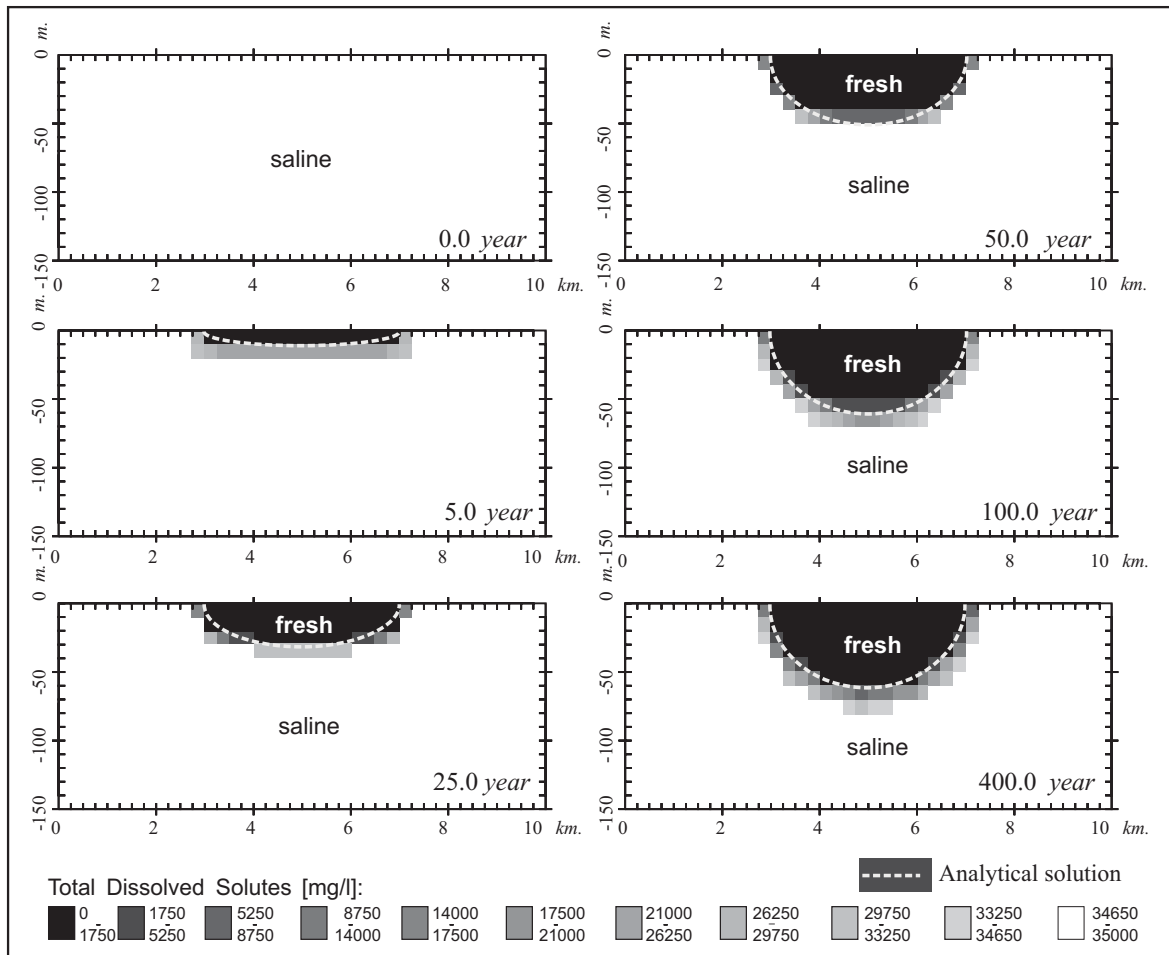 0 m.
-50
-100
-150
saline
0.0 year
0 2 4 6 8 10 km.
0 m.
-50
-100
-150
fresh
saline
50.0 year
0 2 4 6 8 10 km.
0 m.
-50
-100
-150
5.0 year
0 2 4 6 8 10 km.
0 m.
-50
-100
-150
fresh
saline
100.0 year
0 2 4 6 8 10 km.
0 m.
-50
-100
-150
fresh
saline
25.0 year
0 2 4 6 8 10 km.
0 m.
-50
-100
-150
fresh
saline
400.0 year
0 2 4 6 8 10 km.
Analytical solution
Total Dissolved Solutes [mg/l]:
0 - 1750
1750 - 5250
5250 - 8750
8750 - 14000
14000 - 17500
17500 - 21000
21000 - 26250
26250 - 29750
29750 - 33250
33250 - 34650
34650 - 35000